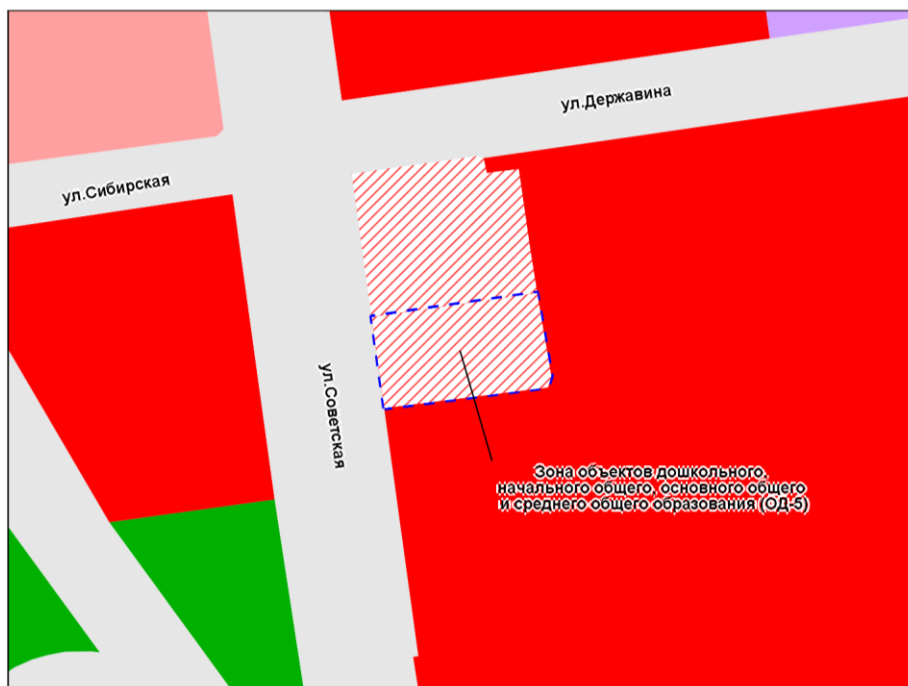 ул.Державина
ул.Сибирская
ул.Советская
Зона объектов дошкольного,
начального общего, основного общего
и среднего общего образования (ОД-5)